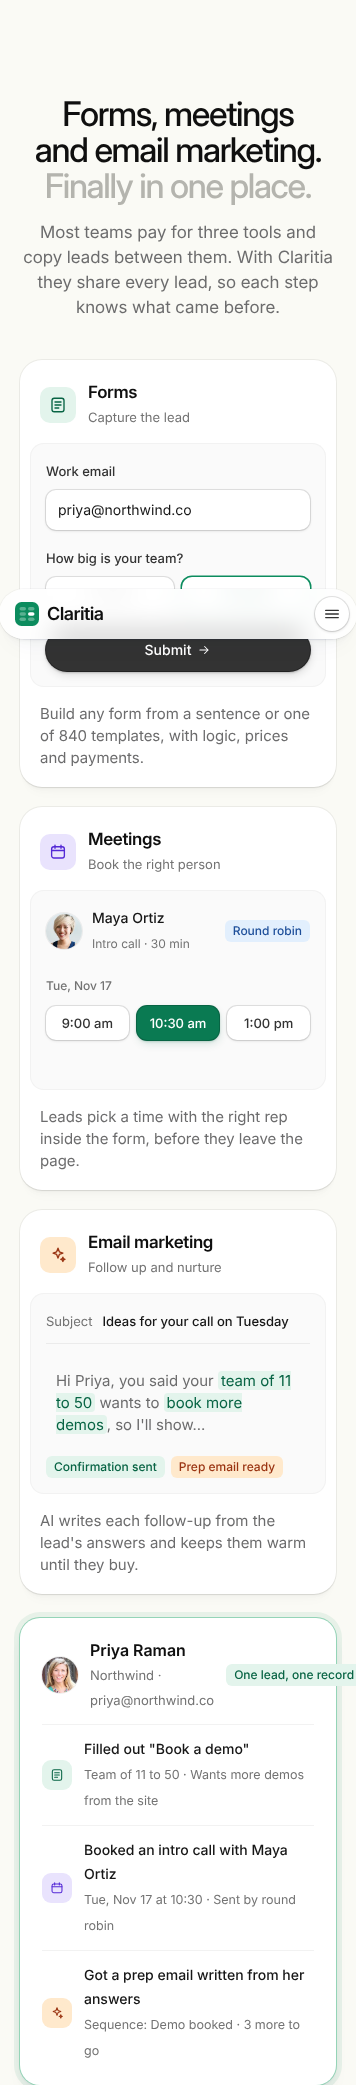 Forms, meetings
and email marketing.
Finally in one place.
Most teams pay for three tools and
copy leads between them. With Claritia
they share every lead, so each step
knows what came before.
Forms
Capture the lead
Work email
priya@northwind.co
How big is your team?
Claritia
Submit →
Build any form from a sentence or one
of 840 templates, with logic, prices
and payments.
Meetings
Book the right person
Maya Ortiz
Intro call · 30 min
Round robin
Tue, Nov 17
9:00 am
10:30 am
1:00 pm
Leads pick a time with the right rep
inside the form, before they leave the
page.
Email marketing
Follow up and nurture
Subject Ideas for your call on Tuesday
Hi Priya, you said your team of 11
to 50 wants to book more
demos, so I'll show...
Confirmation sent
Prep email ready
AI writes each follow-up from the
lead's answers and keeps them warm
until they buy.
Priya Raman
Northwind ·
priya@northwind.co
One lead, one record
Filled out "Book a demo"
Team of 11 to 50 · Wants more demos
from the site
Booked an intro call with Maya
Ortiz
Tue, Nov 17 at 10:30 · Sent by round
robin
Got a prep email written from her
answers
Sequence: Demo booked · 3 more to
go